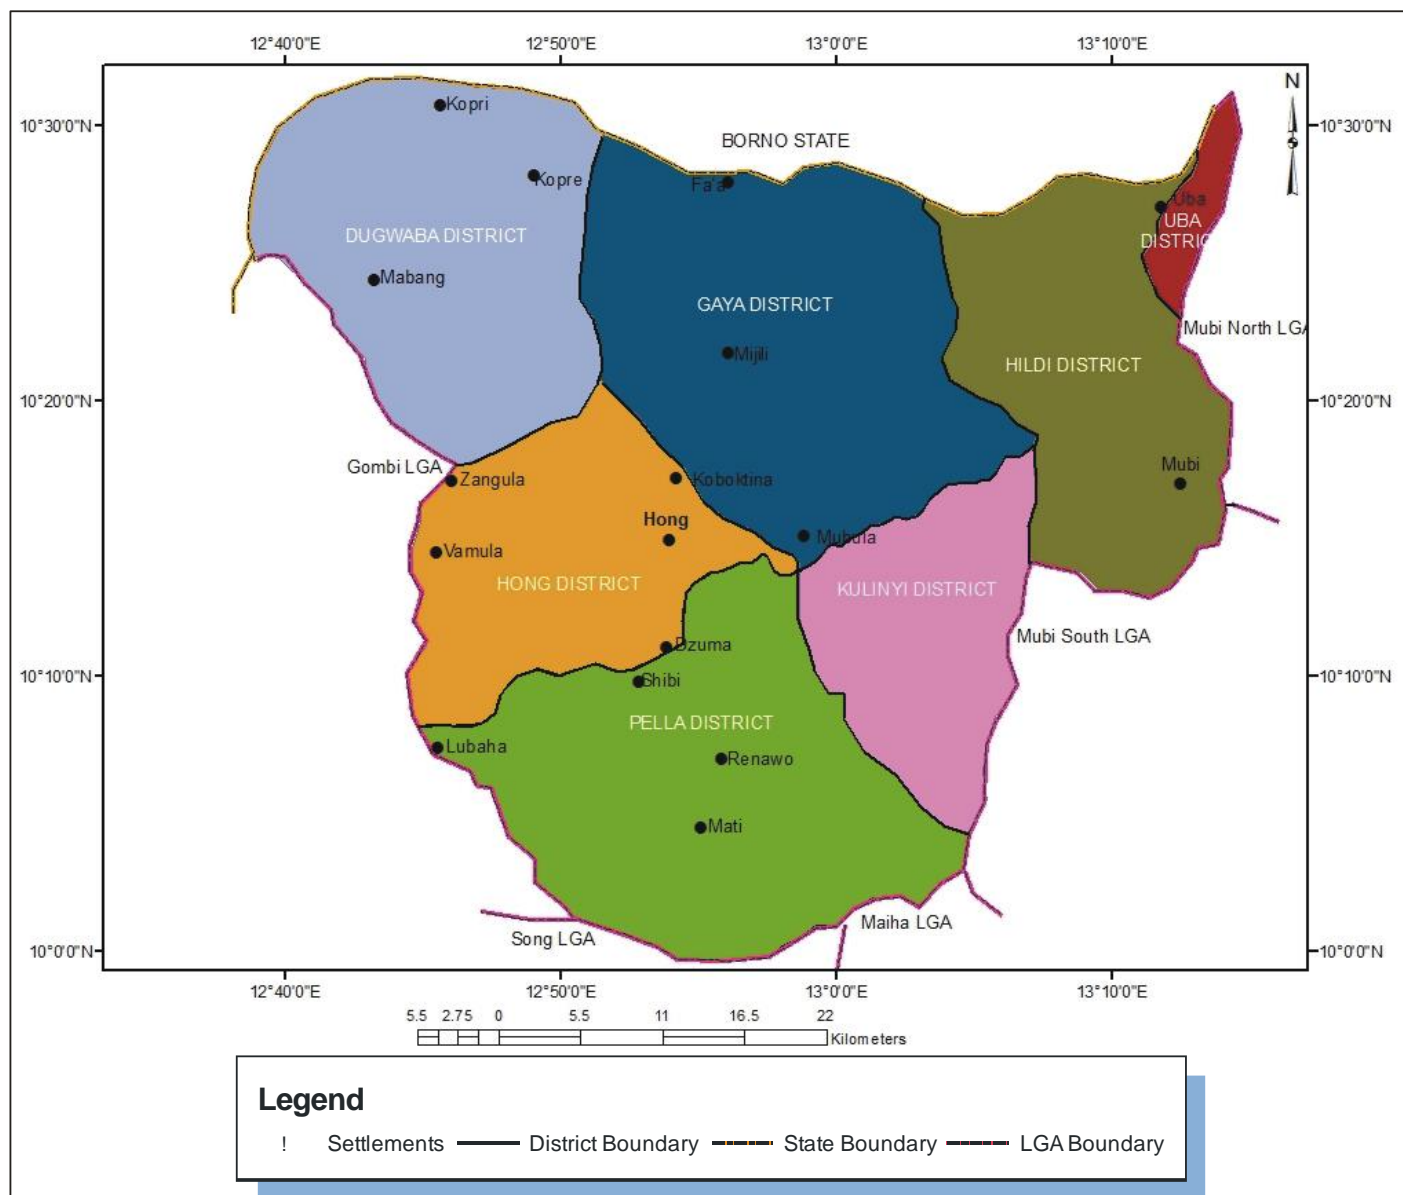 12°40'0"E 12°50'0"E 13°0'0"E 13°10'0"E
N
Kopri
10°30'0"N 10°30'0"N
BORNO STATE
Kopre
Fa'a
Uba
UBA
DISTRIC
DUGWABA DISTRICT
Mabang
GAYA DISTRICT
Mubi North LGA
Mijili
HILDI DISTRICT
10°20'0"N 10°20'0"N
Gombi LGA
Zangula
Koboktina
Mubi
Hong
Mubula
Vamula
HONG DISTRICT
KULINYI DISTRICT
Mubi South LGA
Dzuma
10°10'0"N 10°10'0"N
Shibi
PELLA DISTRICT
Lubaha
Renawo
Mati
Maiha LGA
Song LGA
10°0'0"N 10°0'0"N
12°40'0"E 12°50'0"E 13°0'0"E 13°10'0"E
5.5 2.75 0 5.5 11 16.5 22
Kilometers
Legend
! Settlements District Boundary State Boundary LGA Boundary